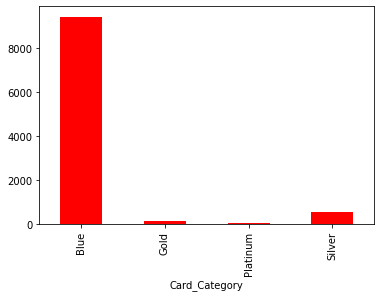 8000
6000
4000
2000
0
Blue
Gold
Platinum
Silver
Card_Category